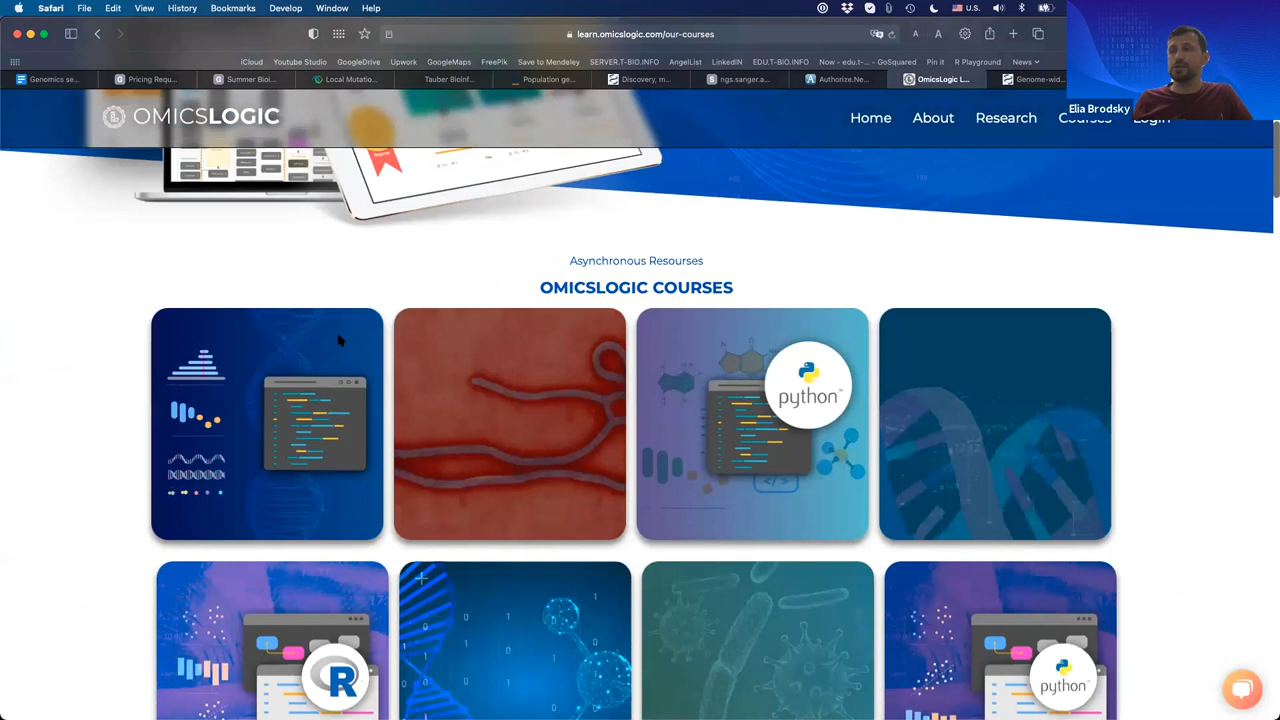 Safari File Edit View History Bookmarks Develop Window Help U.S.
learn.omicslogic.com/our-courses
iCloud Youtube Studio GoogleDrive Upwork GoogleMaps FreePik Save to Mendeley SERVER.T-BIO.INFO AngelList LinkedIN EDU.T-BIO.INFO Now - edu.t-... - GoSquared Pin it R Playground News
Genomics se... Pricing Requ... Summer Bioi... Local Mutatio... Tauber Bioinf... Population ge... Discovery, m... ngs.sanger.a... Authorize.Ne... OmicsLogic L... Genome-wid...
Elia Brodsky
OMICSLOGIC
Home About Research Courses Login
Asynchronous Resourses
OMICSLOGIC COURSES
python
R
python